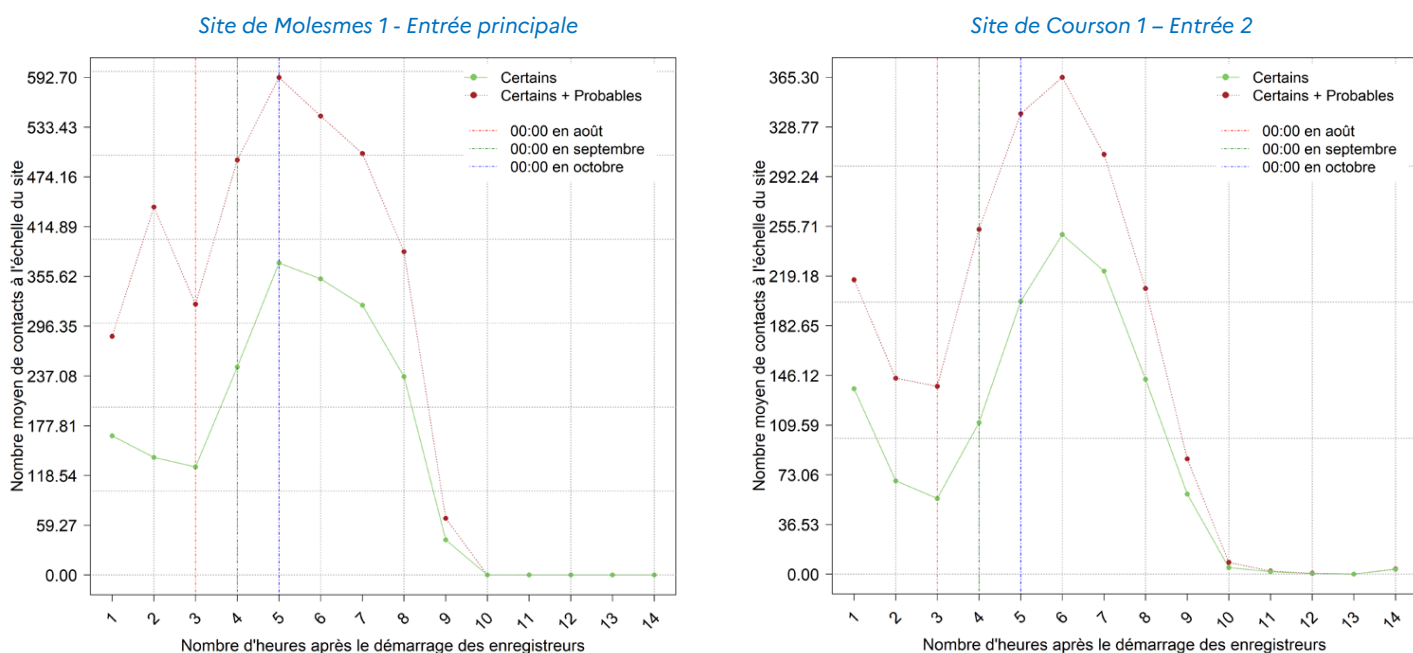 Site de Molesmes 1 - Entrée principale
Certains
Certains + Probables
00:00 en août
00:00 en septembre
00:00 en octobre
592.70
533.43
474.16
414.89
355.62
296.35
237.08
177.81
118.54
59.27
0.00
Nombre moyen de contacts à l'échelle du site
1 2 3 4 5 6 7 8 9 10 11 12 13 14
Nombre d'heures après le démarrage des enregistreurs
Site de Courson 1 – Entrée 2
Certains
Certains + Probables
00:00 en août
00:00 en septembre
00:00 en octobre
365.30
328.77
292.24
255.71
219.18
182.65
146.12
109.59
73.06
36.53
0.00
Nombre moyen de contacts à l'échelle du site
1 2 3 4 5 6 7 8 9 10 11 12 13 14
Nombre d'heures après le démarrage des enregistreurs